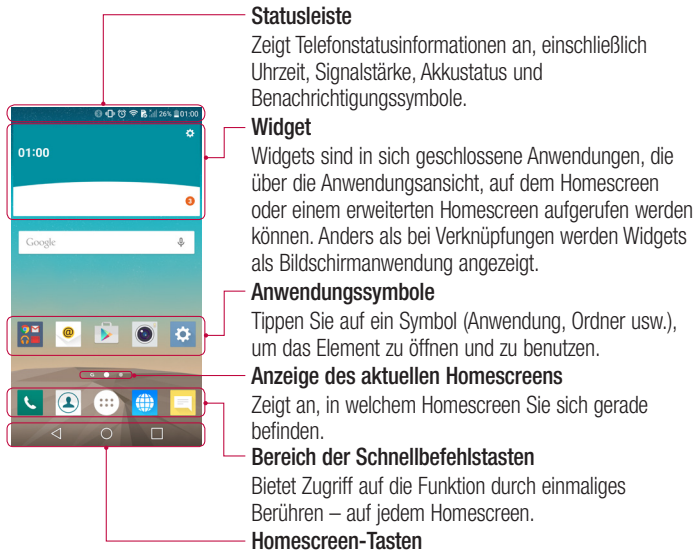 Statusleiste
Zeigt Telefonstatusinformationen an, einschließlich
Uhrzeit, Signalstärke, Akkustatus und
Benachrichtigungssymbole.
26% 01:00
Widget
01:00
Widgets sind in sich geschlossene Anwendungen, die
über die Anwendungsansicht, auf dem Homescreen
oder einem erweiterten Homescreen aufgerufen werden
können. Anders als bei Verknüpfungen werden Widgets
als Bildschirmanwendung angezeigt.
3
Google
Anwendungssymbole
Tippen Sie auf ein Symbol (Anwendung, Ordner usw.),
um das Element zu öffnen und zu benutzen.
@
Anzeige des aktuellen Homescreens
Zeigt an, in welchem Homescreen Sie sich gerade
befinden.
Bereich der Schnellbefehlstasten
Bietet Zugriff auf die Funktion durch einmaliges
Berühren – auf jedem Homescreen.
Homescreen-Tasten